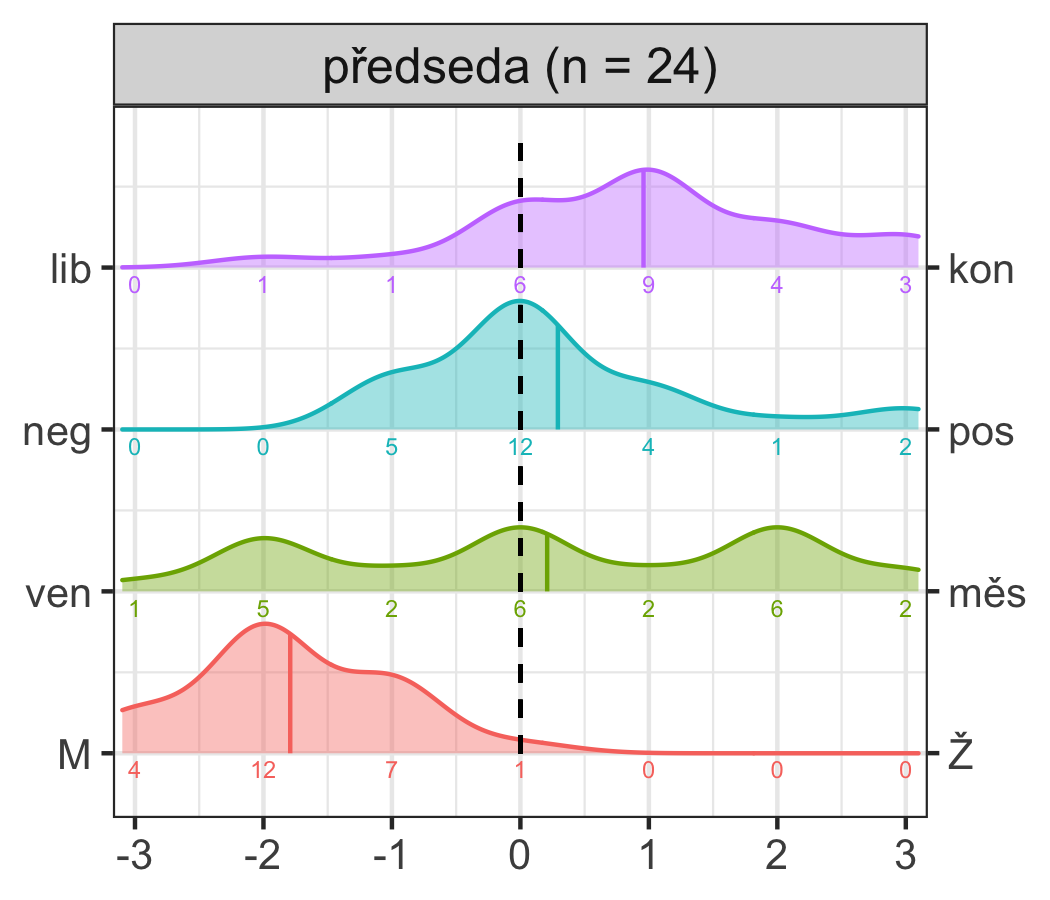 předseda (n = 24)
lib kon
0 1 1 6 9 4 3
neg pos
0 0 5 12 4 1 2
ven měs
1 5 2 6 2 6 2
M Ž
4 12 7 1 0 0 0
-3 -2 -1 0 1 2 3